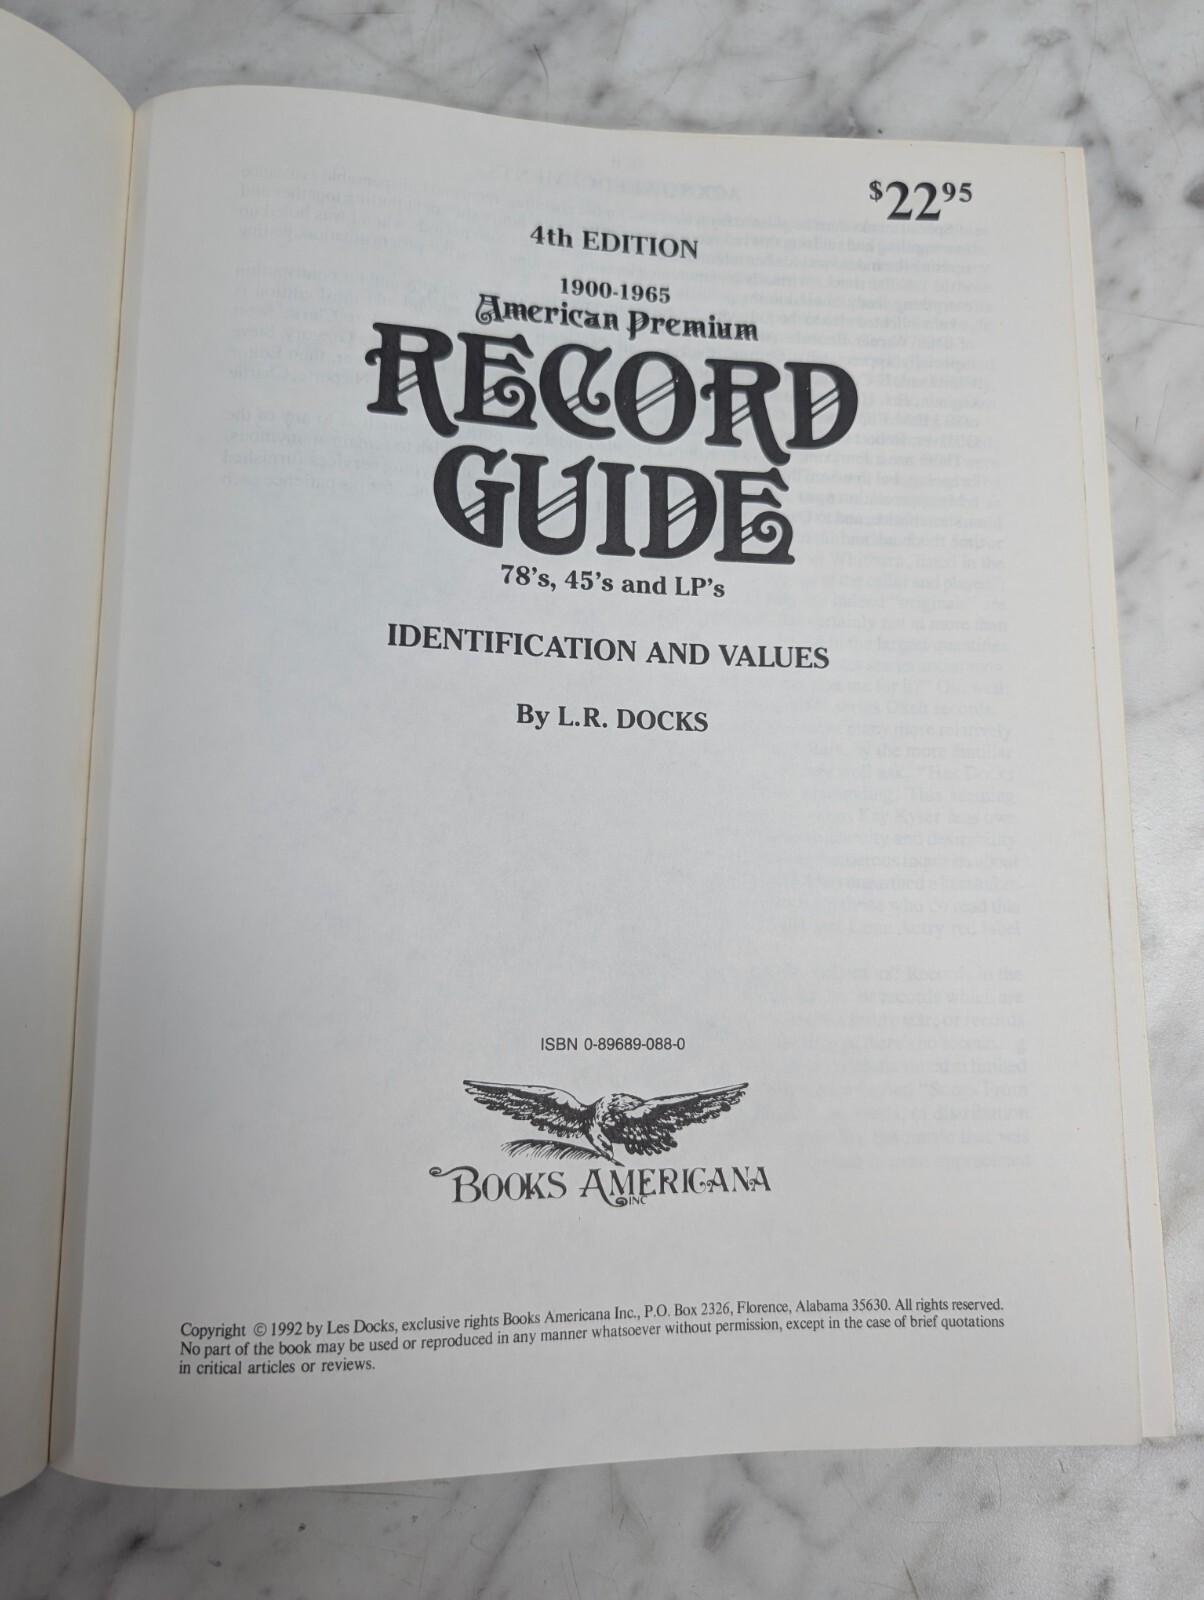 $22.95
4th EDITION
1900-1965
American Premium
RECORD
GUIDE
78's, 45's and LP's
IDENTIFICATION AND VALUES
By L.R. DOCKS
ISBN 0-89689-088-0
BOOKS AMERICANA
INC
Copyright © 1992 by Les Docks, exclusive rights Books Americana Inc., P.O. Box 2326, Florence, Alabama 35630. All rights reserved.
No part of the book may be used or reproduced in any manner whatsoever without permission, except in the case of brief quotations
in critical articles or reviews.